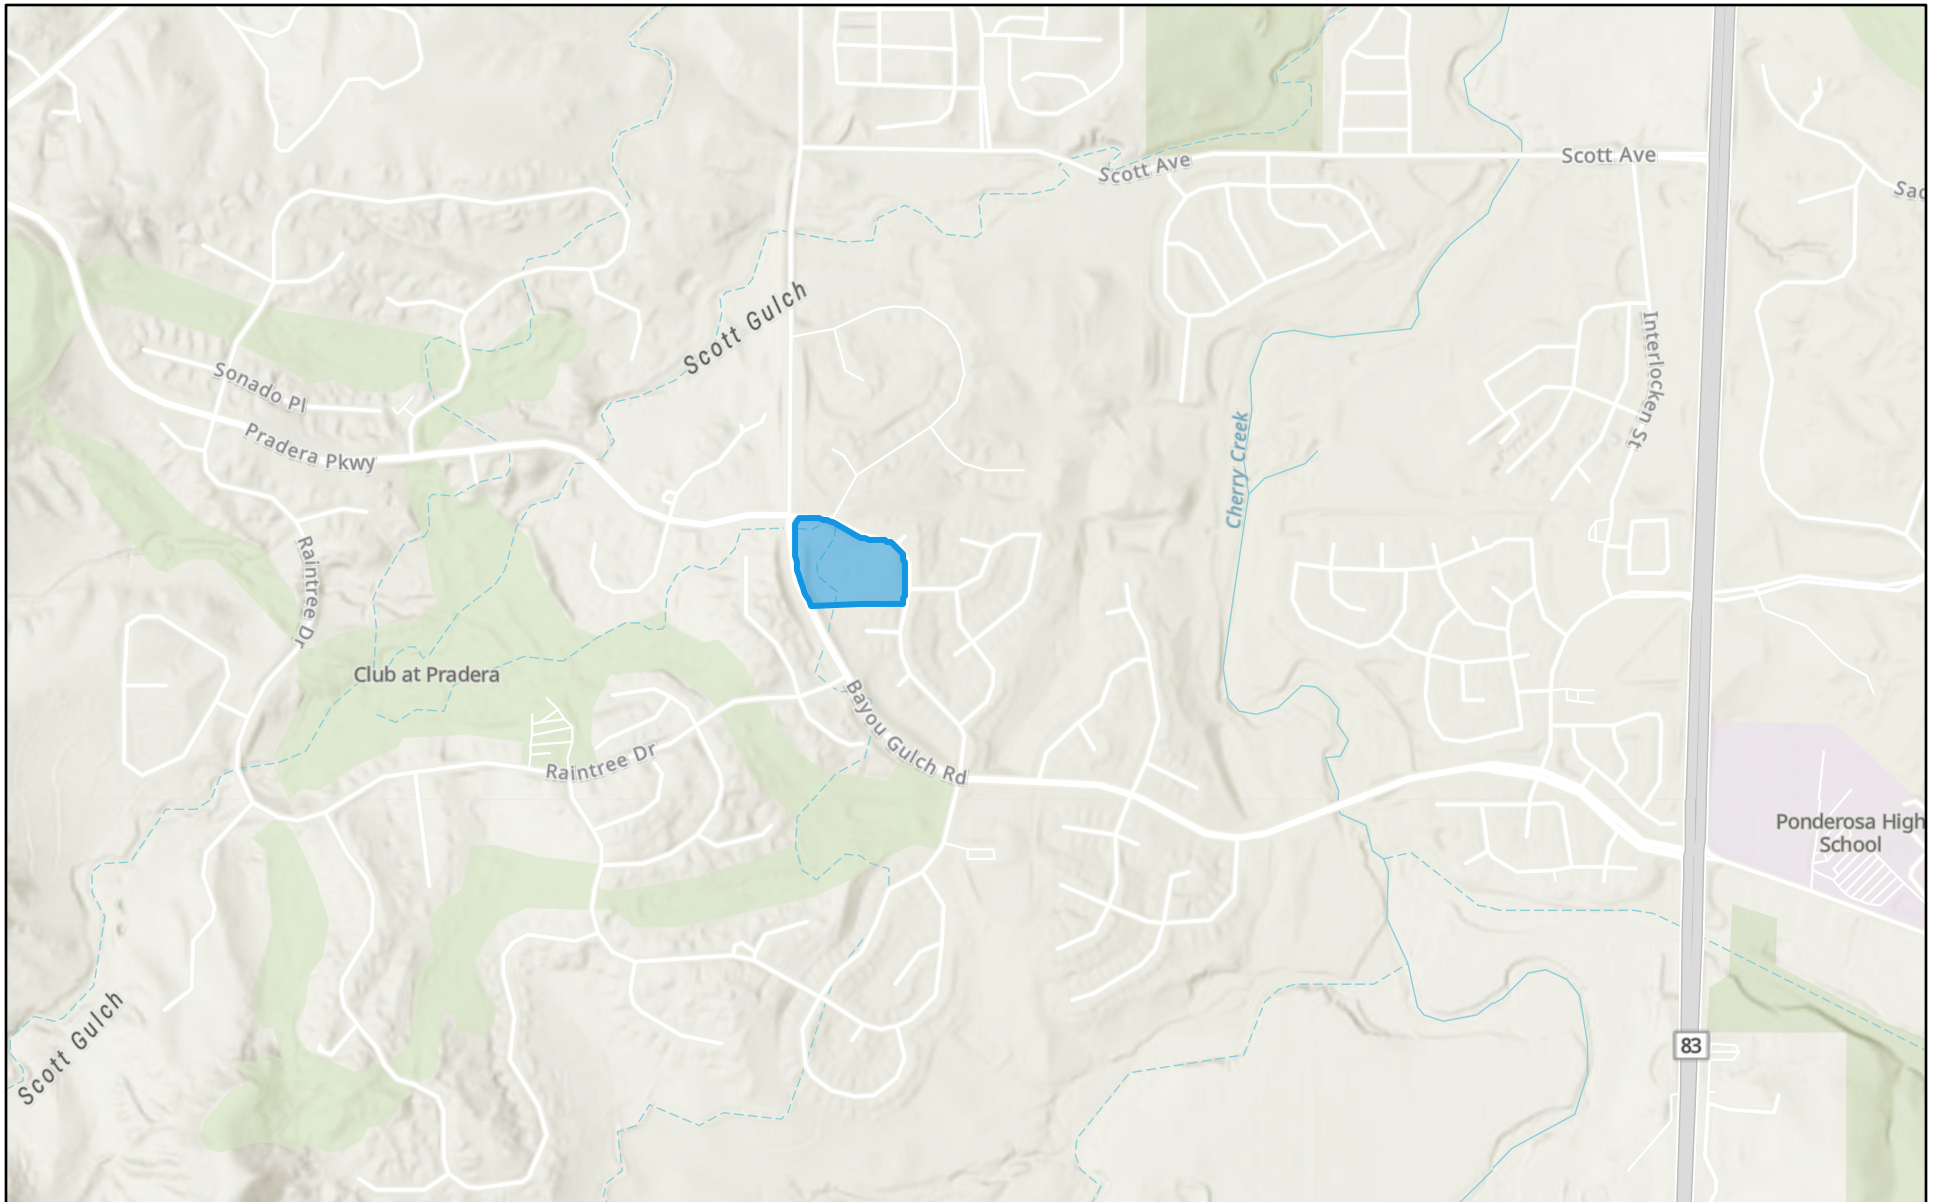 Scott Ave
Scott Ave
Sad
Scott Gulch
Interlocken St
Sonado Pl
Pradera Pkwy
Cherry Creek
Raintree Dr
Club at Pradera
Bayou Gulch Rd
Raintree Dr
Ponderosa High
School
Scott Gulch
83